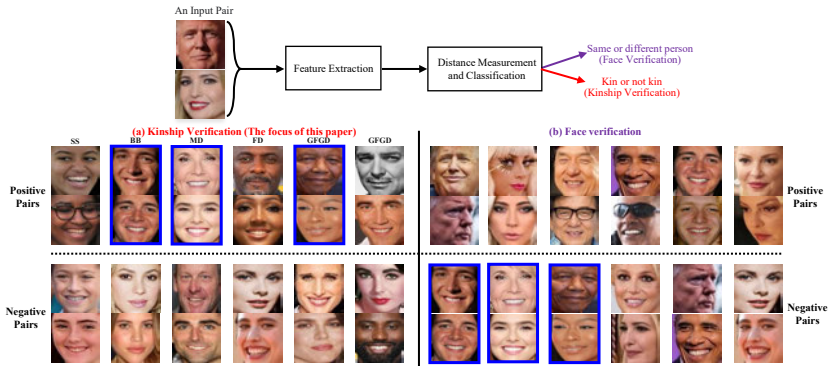 An Input Pair
Feature Extraction
Distance Measurement
and Classification
Same or different person
(Face Verification)
Kin or not kin
(Kinship Verification)
(a) Kinship Verification (The focus of this paper)
(b) Face verification
SS BB MD FD GFGD GFGD
Positive
Pairs
Positive
Pairs
Negative
Pairs
Negative
Pairs